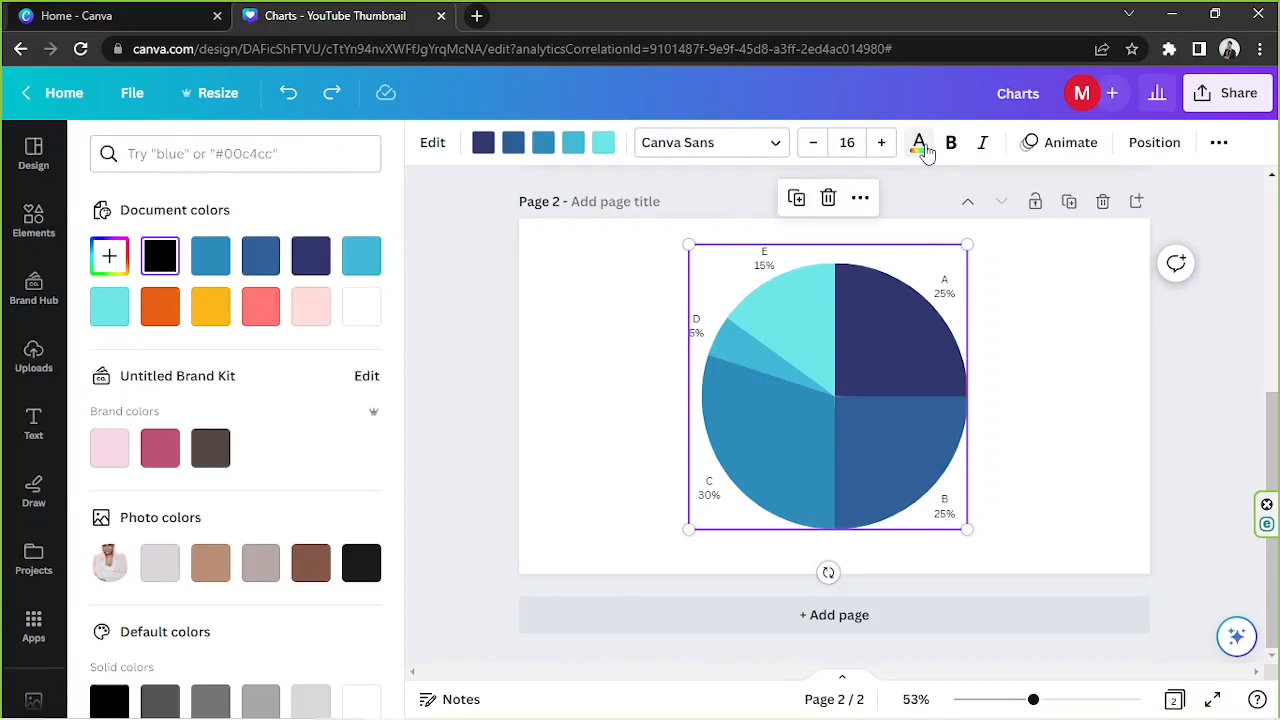 Home - Canva
Charts - YouTube Thumbnail
canva.com/design/DAFicShFTVU/cTtYn94nvXWFfJgYrqMcNA/edit?analyticsCorrelationId=9101487f-9e9f-45d8-a3ff-2ed4ac014980#
Home
File
Resize
Charts
M
Share
Design
Elements
Brand Hub
Uploads
Text
Draw
Projects
Apps
Try "blue" or "#00c4cc"
Document colors
Untitled Brand Kit
Edit
Brand colors
Photo colors
Default colors
Solid colors
Edit
Canva Sans
16
A
B
I
Animate
Position
Page 2 - Add page title
E
15%
A
25%
D
5%
C
30%
B
25%
+ Add page
Notes
Page 2 / 2
53%
2